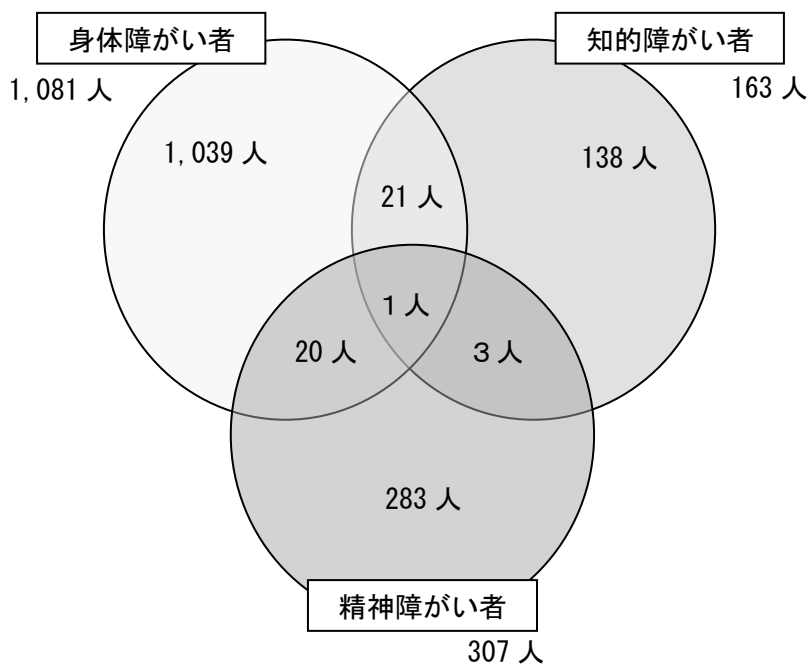 身体障がい者
1,081 人
知的障がい者
163 人
1,039 人
138 人
21 人
１人
20 人
３人
283 人
精神障がい者
307 人